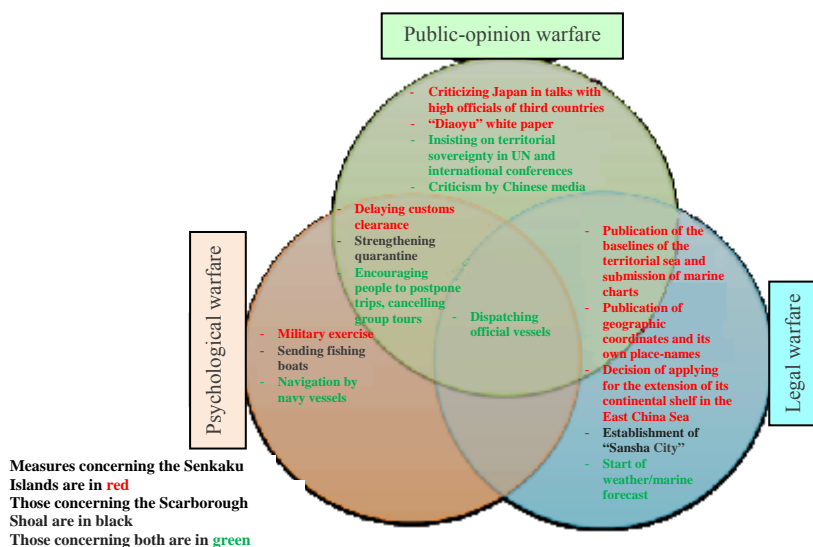 Public-opinion warfare
- Criticizing Japan in talks with
high officials of third countries
- “Diaoyu” white paper
- Insisting on territorial
sovereignty in UN and
international conferences
- Criticism by Chinese media
- Delaying customs
clearance
- Strengthening
quarantine
- Encouraging
people to postpone
trips, cancelling
group tours
- Dispatching
official vessels
- Publication of the
baselines of the
territorial sea and
submission of marine
charts
- Publication of
geographic
coordinates and its
own place-names
- Decision of applying
for the extension of its
continental shelf in the
East China Sea
- Establishment of
“Sansha City”
- Start of
weather/marine
forecast
Psychological warfare
- Military exercise
- Sending fishing
boats
- Navigation by
navy vessels
Legal warfare
Measures concerning the Senkaku
Islands are in red
Those concerning the Scarborough
Shoal are in black
Those concerning both are in green